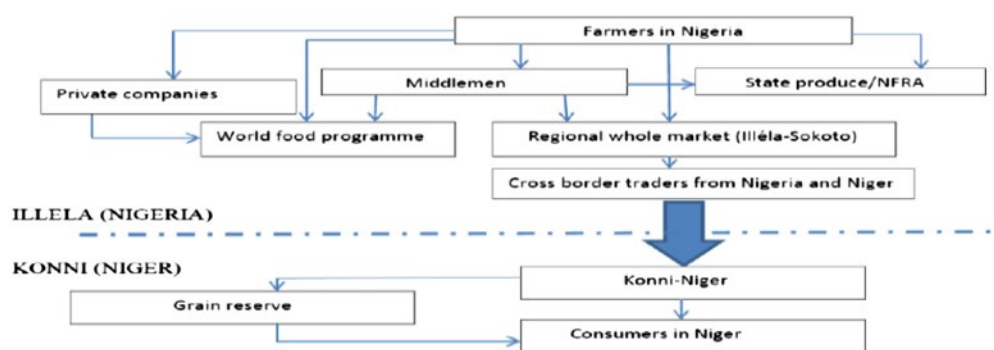 Farmers in Nigeria
Middlemen
State produce/NFRA
Private companies
World food programme
Regional whole market (Illéla-Sokoto)
Cross border traders from Nigeria and Niger
ILLELA (NIGERIA)
KONNI (NIGER)
Konni-Niger
Grain reserve
Consumers in Niger